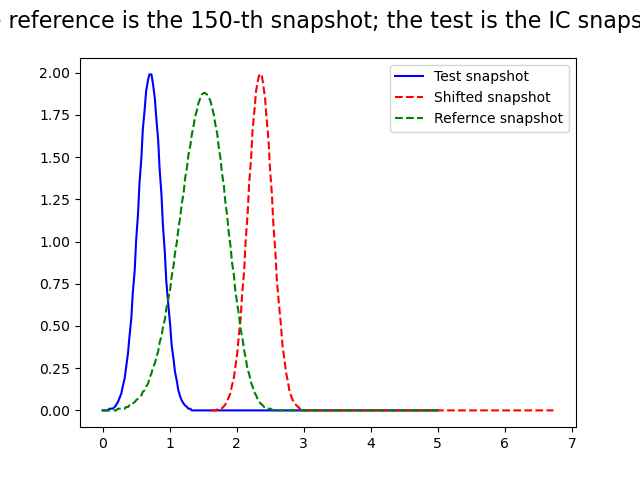 reference is the 150-th snapshot; the test is the IC snaps
Test snapshot
Shifted snapshot
Refernce snapshot
2.00
1.75
1.50
1.25
1.00
0.75
0.50
0.25
0.00
0 1 2 3 4 5 6 7